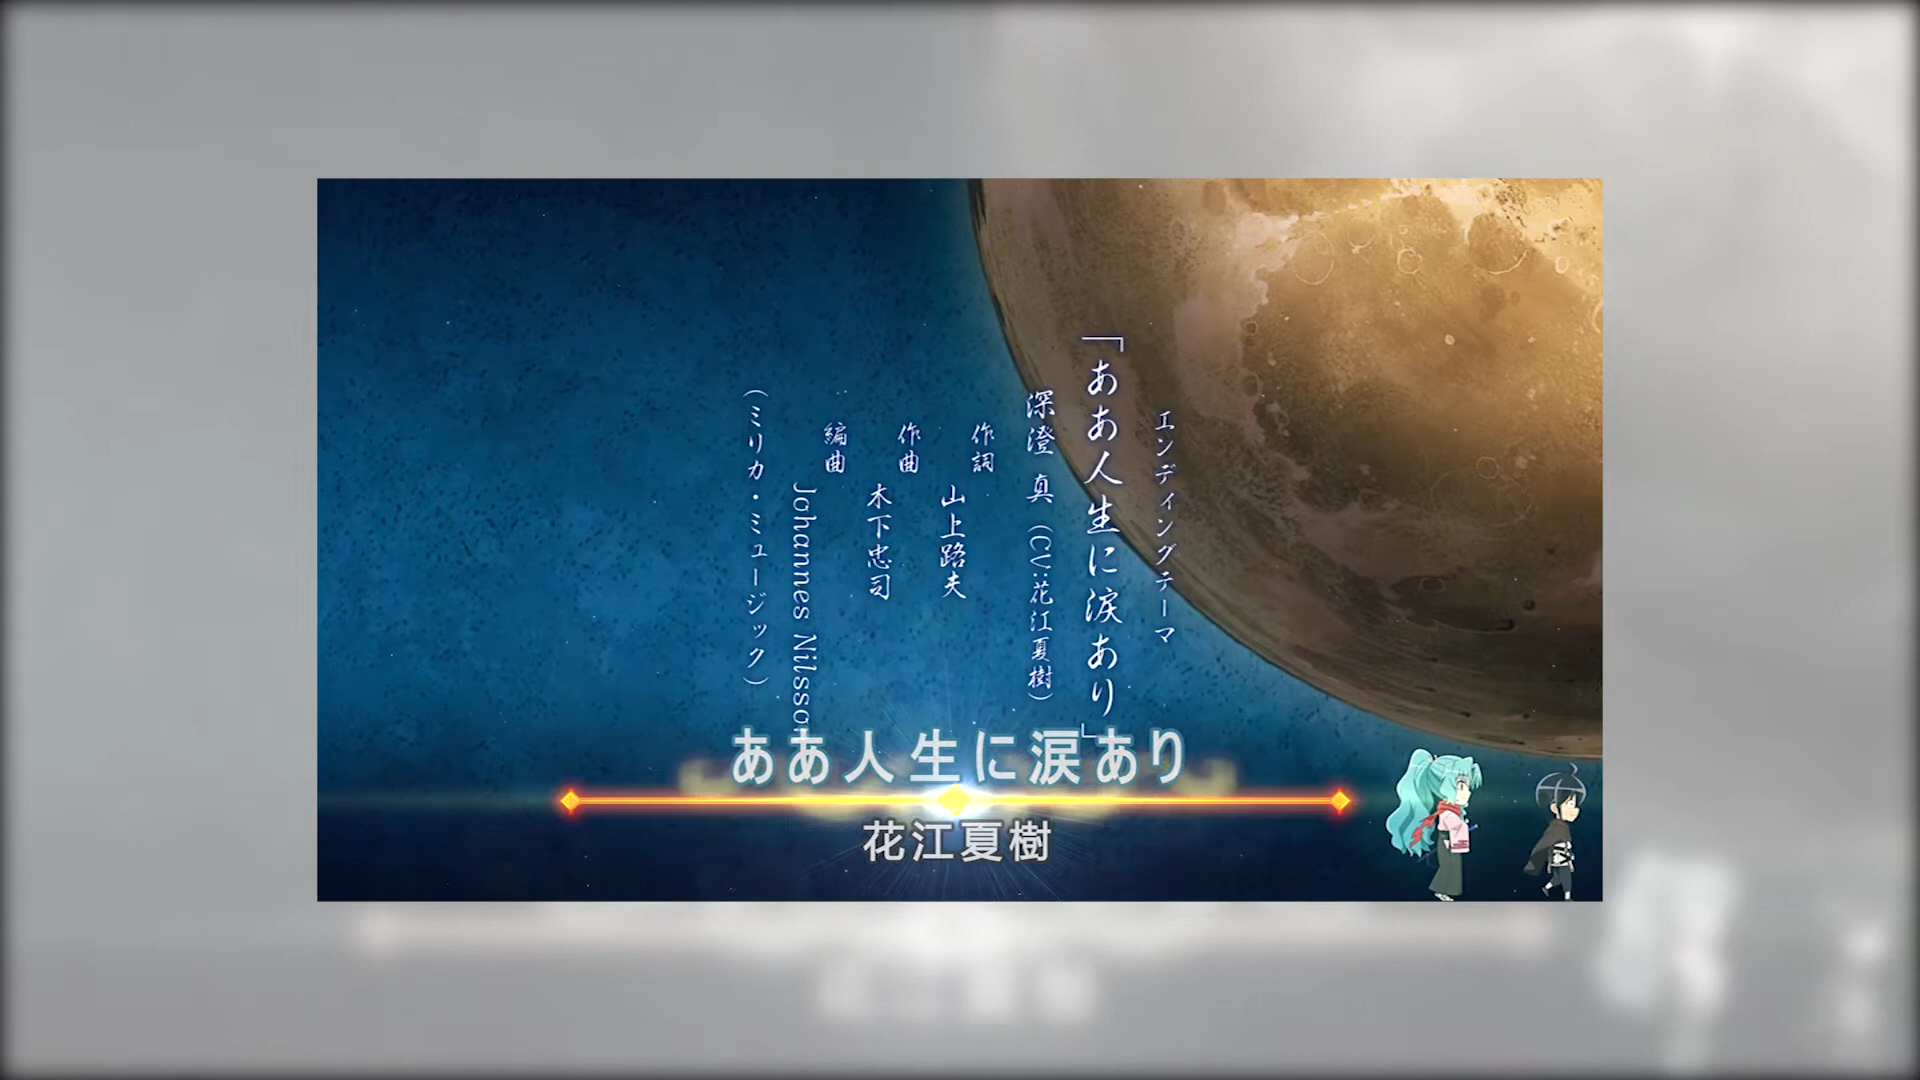 エンディングテーマ
「ああ人生に涙あり」
深澄 真 (CV:花江夏樹)
作詞
山上路夫
作曲
木下忠司
編曲
Johannes Nilsson
(ミリカ・ミュージック)
ああ人生に涙あり
花江夏樹